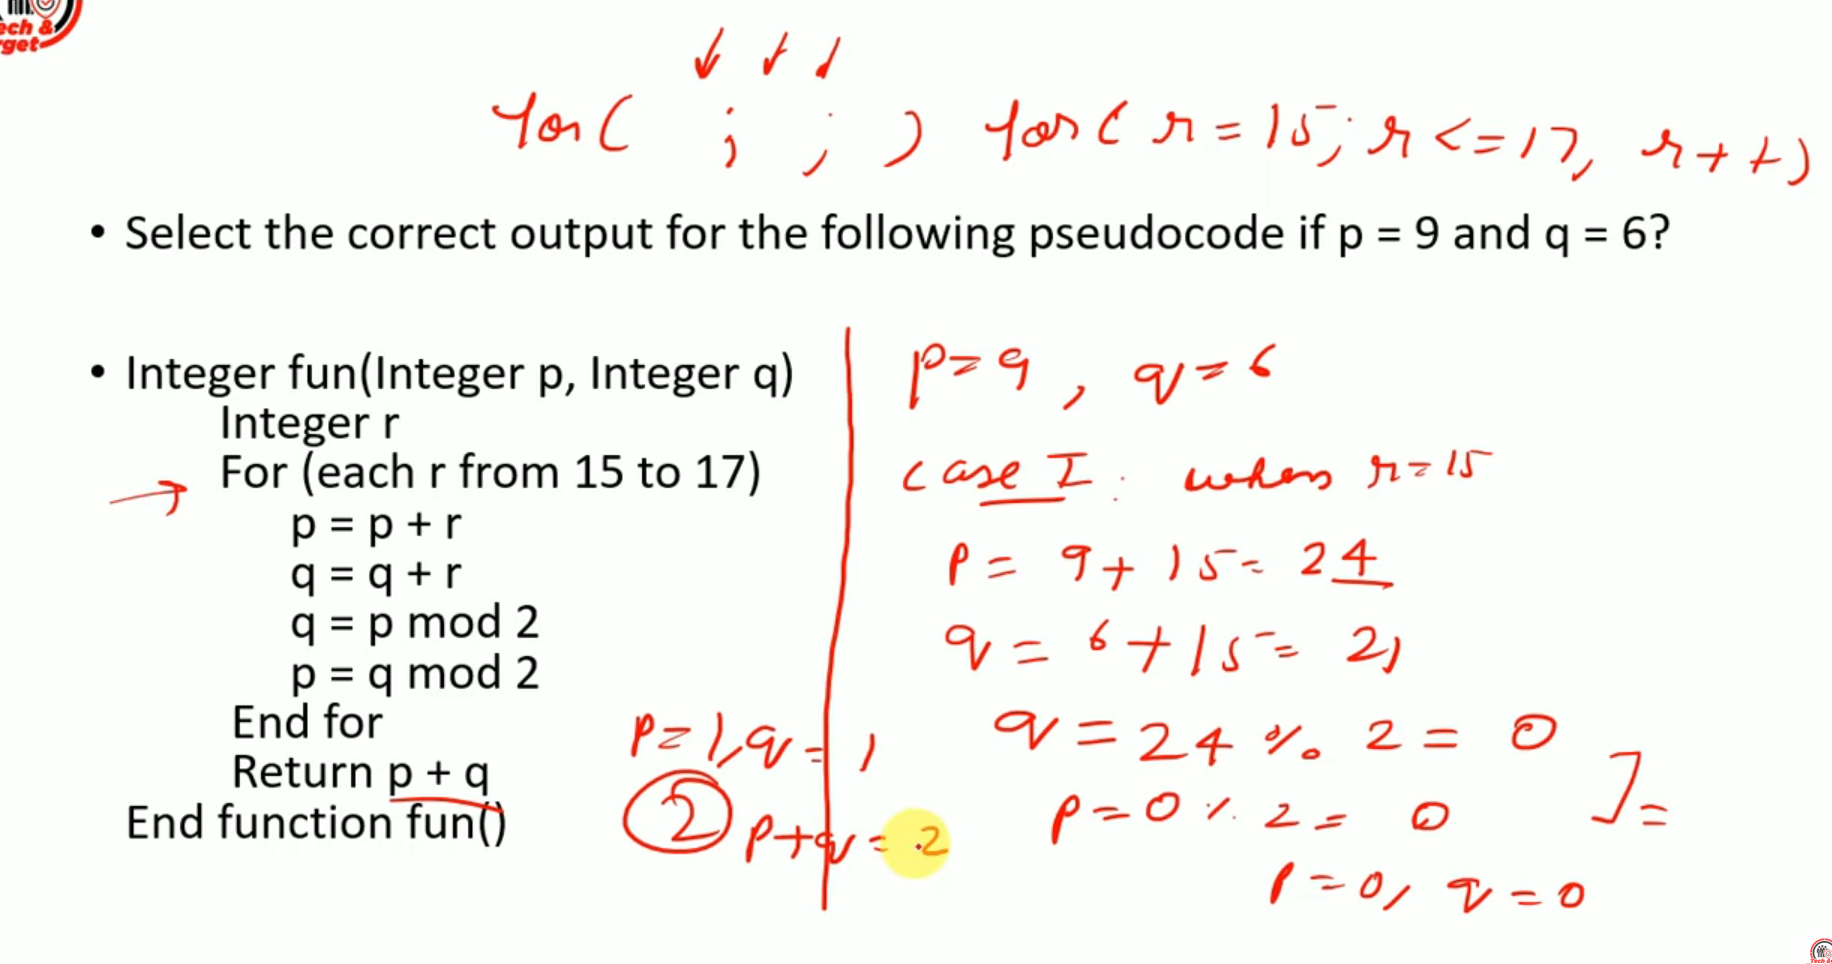 ech &
rget
for( ; ; ) for( r = 15; r <= 17, r++)
• Select the correct output for the following pseudocode if p = 9 and q = 6?
• Integer fun(Integer p, Integer q)
Integer r
For (each r from 15 to 17)
p = p + r
q = q + r
q = p mod 2
p = q mod 2
End for
Return p + q
End function fun()
p=1, q=1
2
p+q=2
p=9, q=6
case I: when r=15
p = 9+15= 24
q = 6+15= 21
q = 24 % 2 = 0
p = 0 % 2 = 0 ] =
p=0, q=0